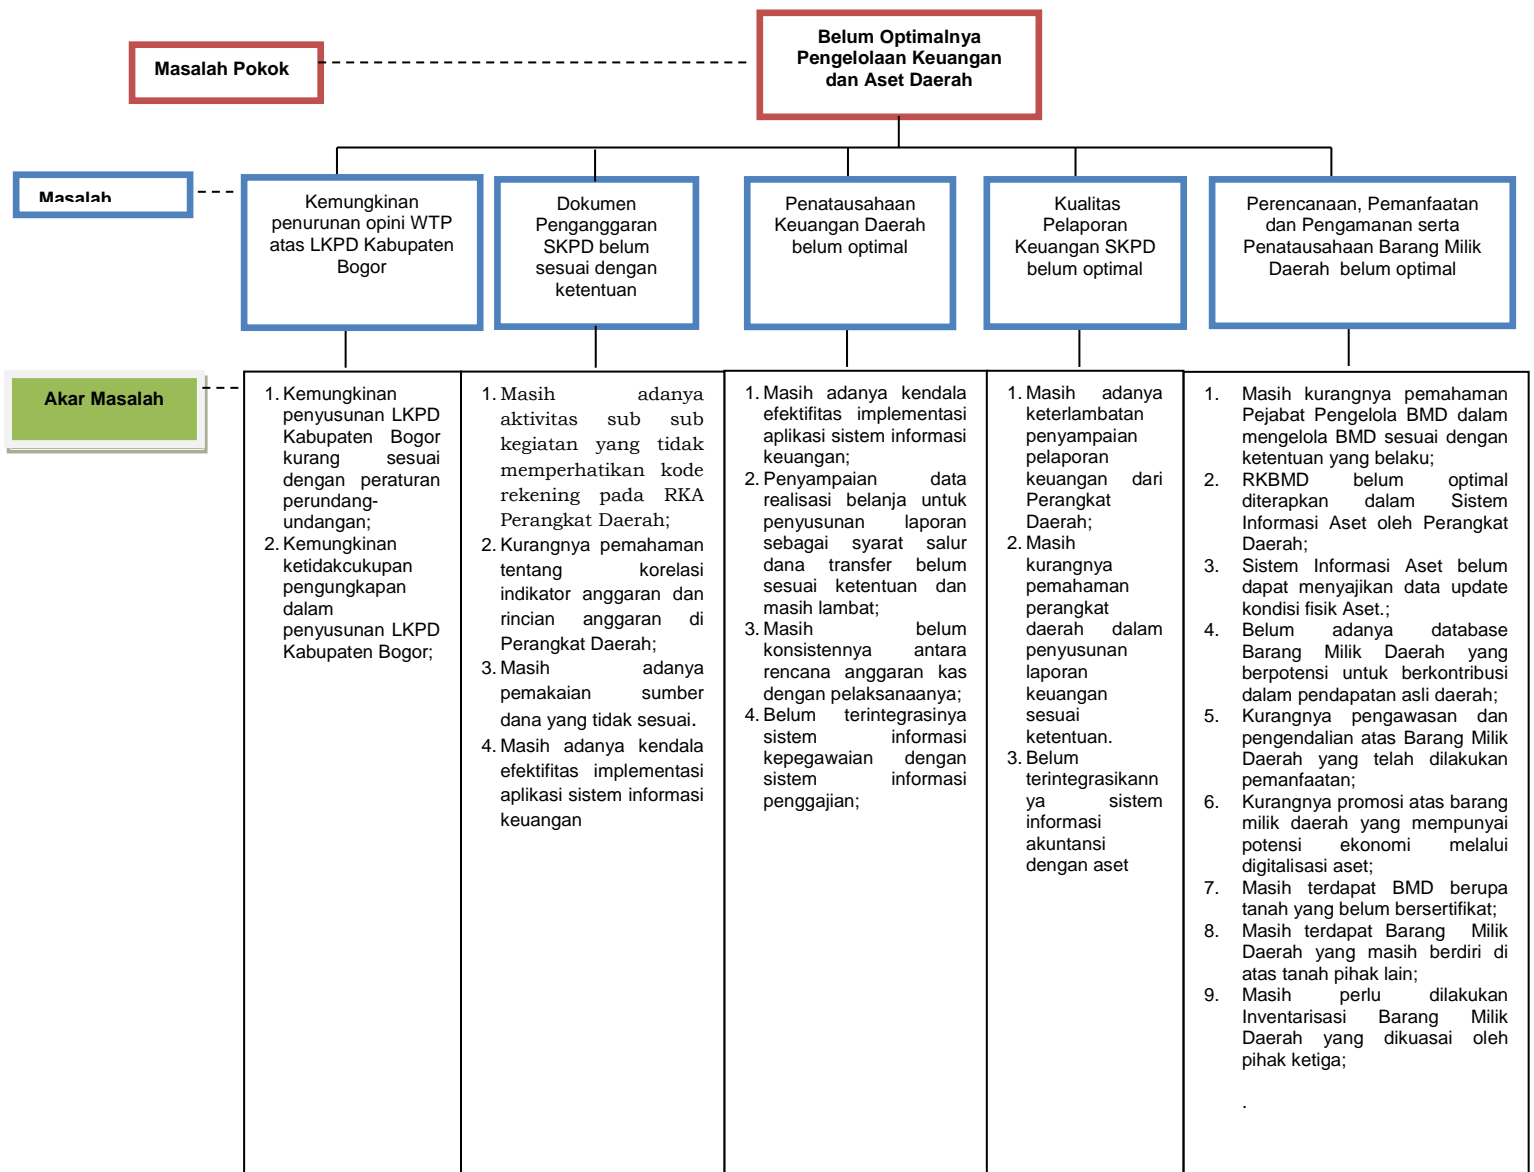 Belum Optimalnya
Pengelolaan Keuangan
dan Aset Daerah
Masalah Pokok
Masalah
Kemungkinan
penurunan opini WTP
atas LKPD Kabupaten
Bogor
Dokumen
Penganggaran
SKPD belum
sesuai dengan
ketentuan
Penatausahaan
Keuangan Daerah
belum optimal
Kualitas
Pelaporan
Keuangan SKPD
belum optimal
Perencanaan, Pemanfaatan
dan Pengamanan serta
Penatausahaan Barang Milik
Daerah belum optimal
Akar Masalah
1. Kemungkinan
penyusunan LKPD
Kabupaten Bogor
kurang sesuai
dengan peraturan
perundang-
undangan;
2. Kemungkinan
ketidakcukupan
pengungkapan
dalam
penyusunan LKPD
Kabupaten Bogor;
1. Masih adanya
aktivitas sub sub
kegiatan yang tidak
memperhatikan kode
rekening pada RKA
Perangkat Daerah;
2. Kurangnya pemahaman
tentang korelasi
indikator anggaran dan
rincian anggaran di
Perangkat Daerah;
3. Masih adanya
pemakaian sumber
dana yang tidak sesuai.
4. Masih adanya kendala
efektifitas implementasi
aplikasi sistem informasi
keuangan
1. Masih adanya kendala
efektifitas implementasi
aplikasi sistem informasi
keuangan;
2. Penyampaian data
realisasi belanja untuk
penyusunan laporan
sebagai syarat salur
dana transfer belum
sesuai ketentuan dan
masih lambat;
3. Masih belum
konsistennya antara
rencana anggaran kas
dengan pelaksanaanya;
4. Belum terintegrasinya
sistem informasi
kepegawaian dengan
sistem informasi
penggajian;
1. Masih adanya
keterlambatan
penyampaian
pelaporan
keuangan dari
Perangkat
Daerah;
2. Masih
kurangnya
pemahaman
perangkat
daerah dalam
penyusunan
laporan
keuangan
sesuai
ketentuan.
3. Belum
terintegrasikann
ya sistem
informasi
akuntansi
dengan aset
1. Masih kurangnya pemahaman
Pejabat Pengelola BMD dalam
mengelola BMD sesuai dengan
ketentuan yang belaku;
2. RKBMD belum optimal
diterapkan dalam Sistem
Informasi Aset oleh Perangkat
Daerah;
3. Sistem Informasi Aset belum
dapat menyajikan data update
kondisi fisik Aset.;
4. Belum adanya database
Barang Milik Daerah yang
berpotensi untuk berkontribusi
dalam pendapatan asli daerah;
5. Kurangnya pengawasan dan
pengendalian atas Barang Milik
Daerah yang telah dilakukan
pemanfaatan;
6. Kurangnya promosi atas barang
milik daerah yang mempunyai
potensi ekonomi melalui
digitalisasi aset;
7. Masih terdapat BMD berupa
tanah yang belum bersertifikat;
8. Masih terdapat Barang Milik
Daerah yang masih berdiri di
atas tanah pihak lain;
9. Masih perlu dilakukan
Inventarisasi Barang Milik
Daerah yang dikuasai oleh
pihak ketiga;
.